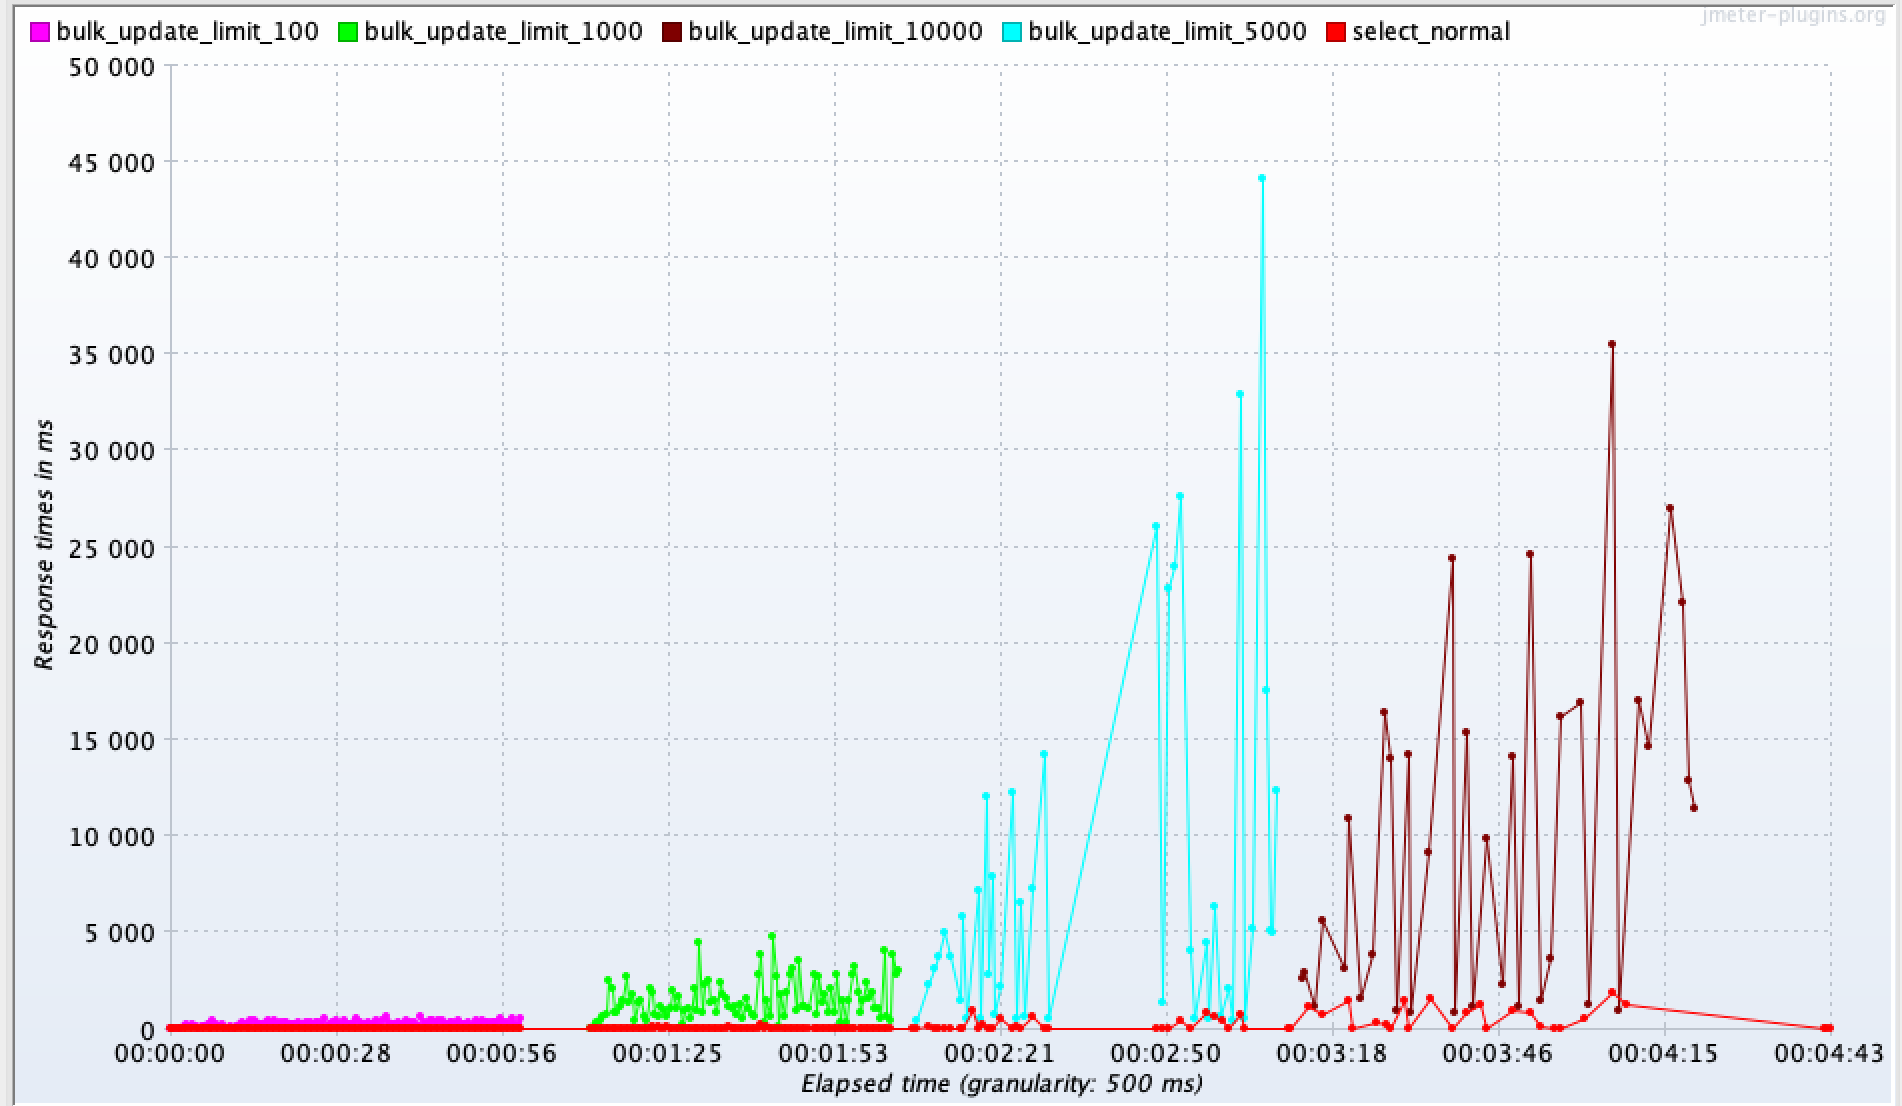 jmeter-plugins.org
bulk_update_limit_100 bulk_update_limit_1000 bulk_update_limit_10000 bulk_update_limit_5000 select_normal
50 000
45 000
40 000
35 000
30 000
25 000
20 000
15 000
10 000
5 000
0
Response times in ms
00:00:00 00:00:28 00:00:56 00:01:25 00:01:53 00:02:21 00:02:50 00:03:18 00:03:46 00:04:15 00:04:43
Elapsed time (granularity: 500 ms)